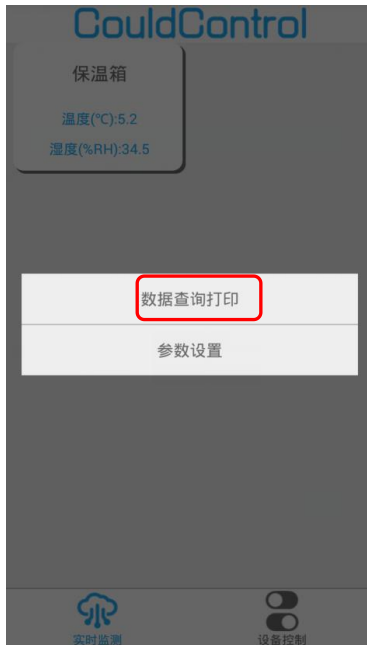 CouldControl
保温箱
温度(℃):5.2
湿度(%RH):34.5
数据查询打印
参数设置
实时监测
设备控制